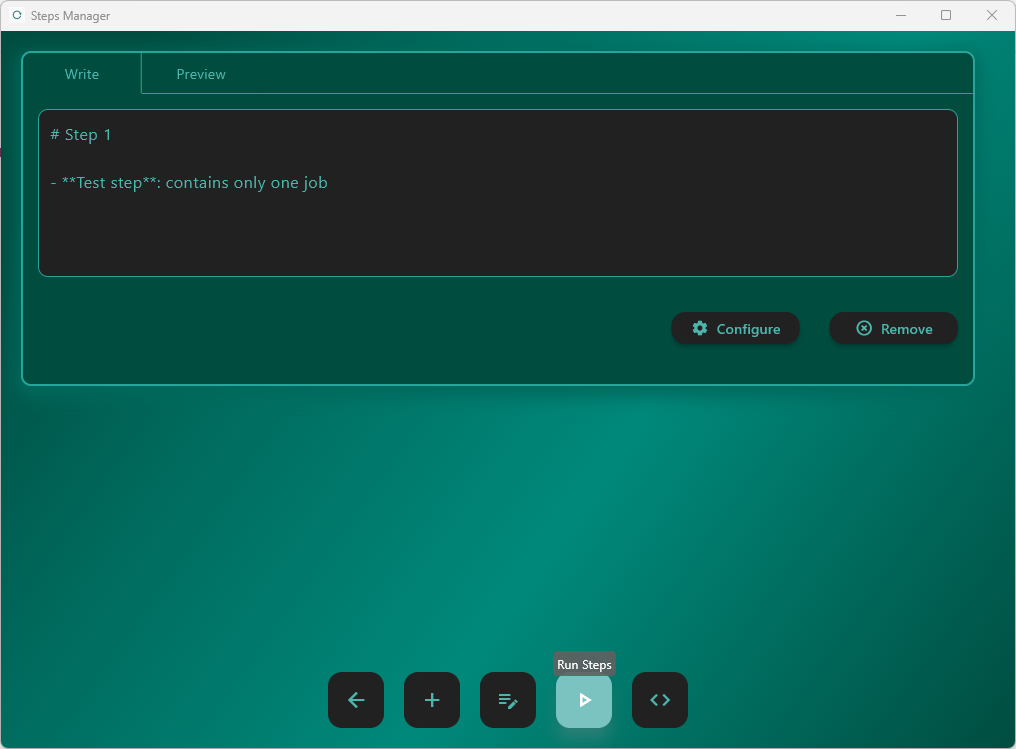 Steps Manager
Write
Preview
# Step 1
- **Test step**: contains only one job
Configure
Remove
Run Steps